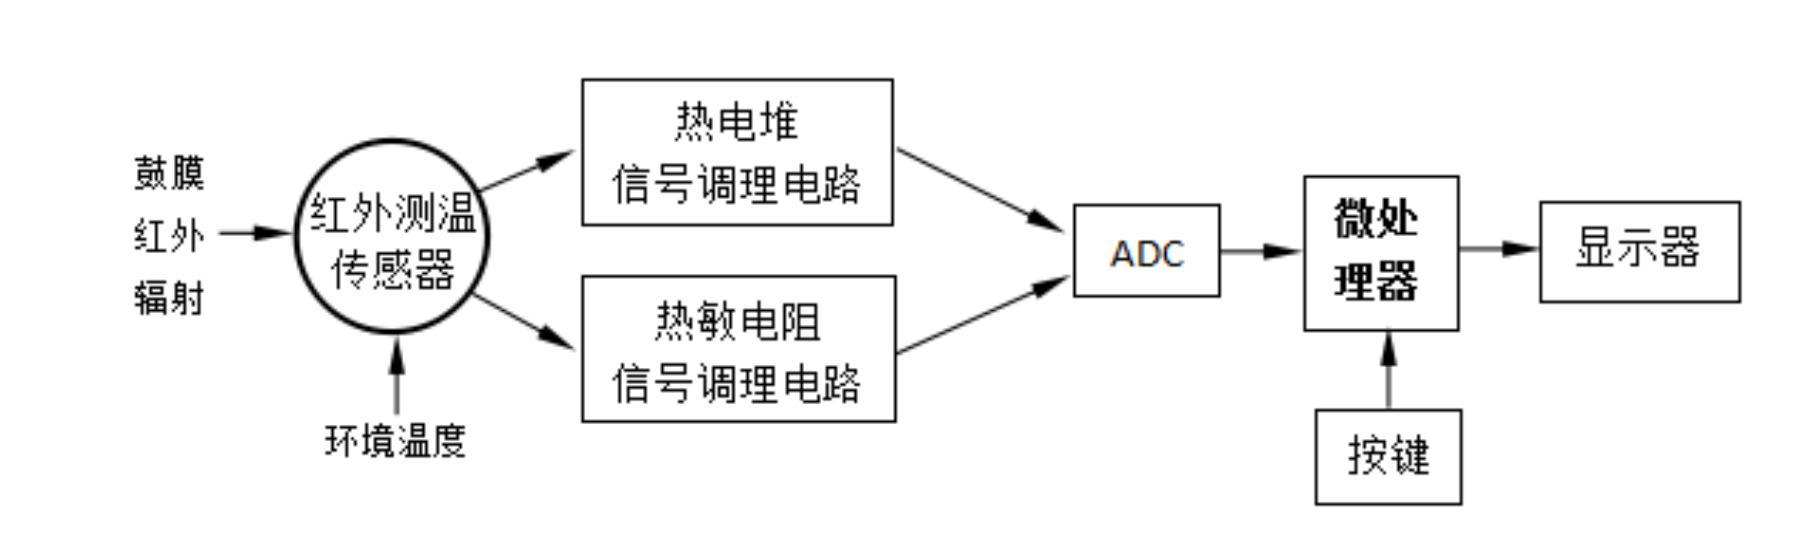 鼓膜
红外
辐射
红外测温
传感器
环境温度
热电堆
信号调理电路
热敏电阻
信号调理电路
ADC
微处
理器
按键
显示器